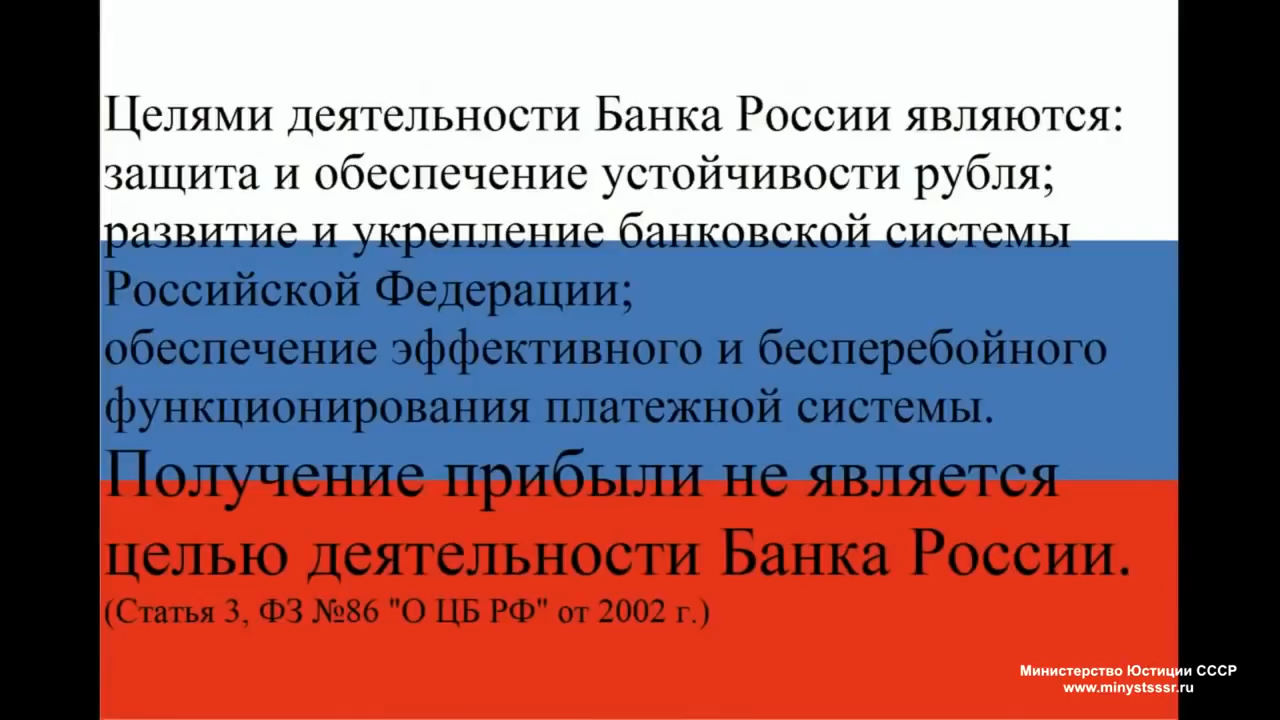 Целями деятельности Банка России являются:
защита и обеспечение устойчивости рубля;
развитие и укрепление банковской системы
Российской Федерации;
обеспечение эффективного и бесперебойного
функционирования платежной системы.
Получение прибыли не является
целью деятельности Банка России.
(Статья 3, ФЗ №86 "О ЦБ РФ" от 2002 г.)
Министерство Юстиции СССР
www.minystsssr.ru